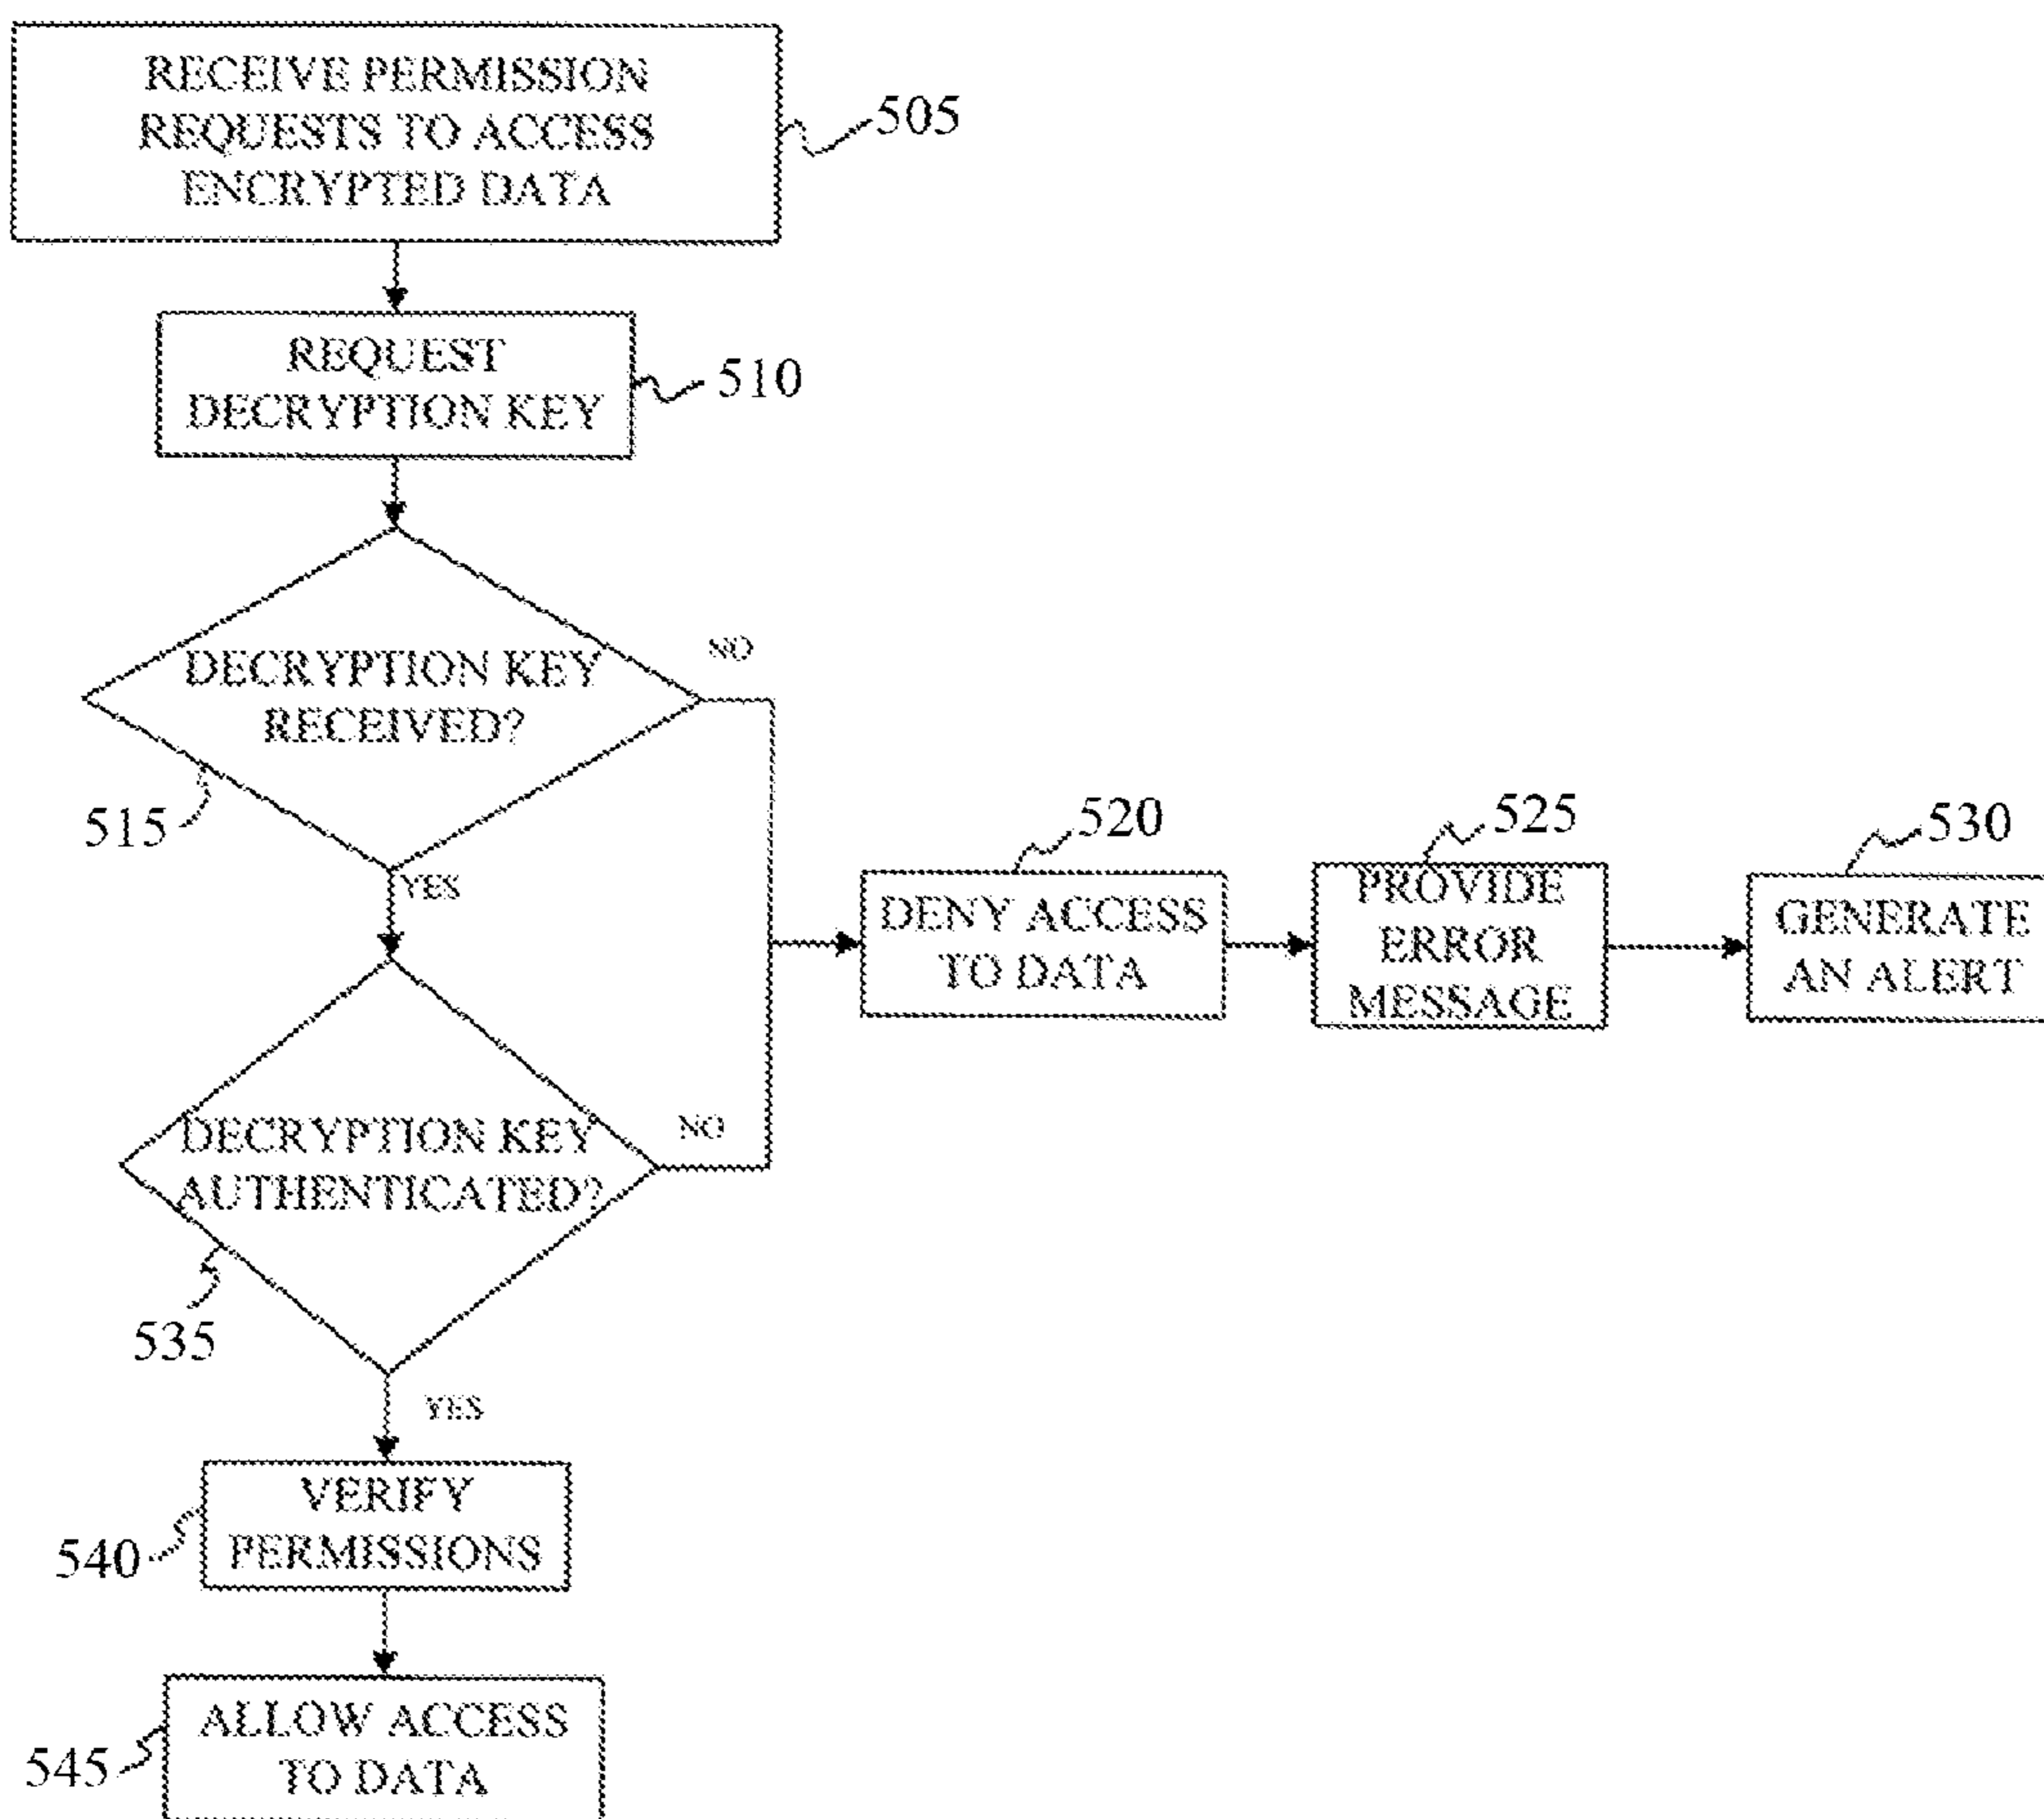 RECEIVE PERMISSION
REQUESTS TO ACCESS
ENCRYPTED DATA
505
REQUEST
DECRYPTION KEY
510
DECRYPTION KEY
RECEIVED?
NO
515
YES
520
DENY ACCESS
TO DATA
525
PROVIDE
ERROR
MESSAGE
530
GENERATE
AN ALERT
DECRYPTION KEY
AUTHENTICATED?
NO
535
YES
VERIFY
PERMISSIONS
540
ALLOW ACCESS
TO DATA
545